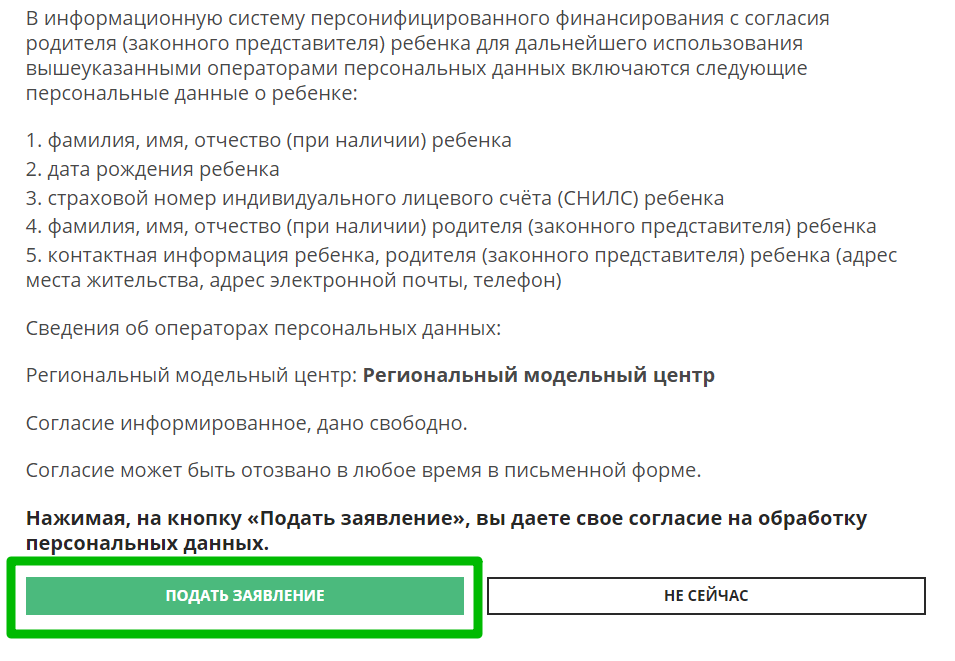 В информационную систему персонифицированного финансирования с согласия
родителя (законного представителя) ребенка для дальнейшего использования
вышеуказанными операторами персональных данных включаются следующие
персональные данные о ребенке:
1. фамилия, имя, отчество (при наличии) ребенка
2. дата рождения ребенка
3. страховой номер индивидуального лицевого счёта (СНИЛС) ребенка
4. фамилия, имя, отчество (при наличии) родителя (законного представителя) ребенка
5. контактная информация ребенка, родителя (законного представителя) ребенка (адрес
места жительства, адрес электронной почты, телефон)
Сведения об операторах персональных данных:
Региональный модельный центр: Региональный модельный центр
Согласие информированное, дано свободно.
Согласие может быть отозвано в любое время в письменной форме.
Нажимая, на кнопку «Подать заявление», вы даете свое согласие на обработку
персональных данных.
ПОДАТЬ ЗАЯВЛЕНИЕ
НЕ СЕЙЧАС